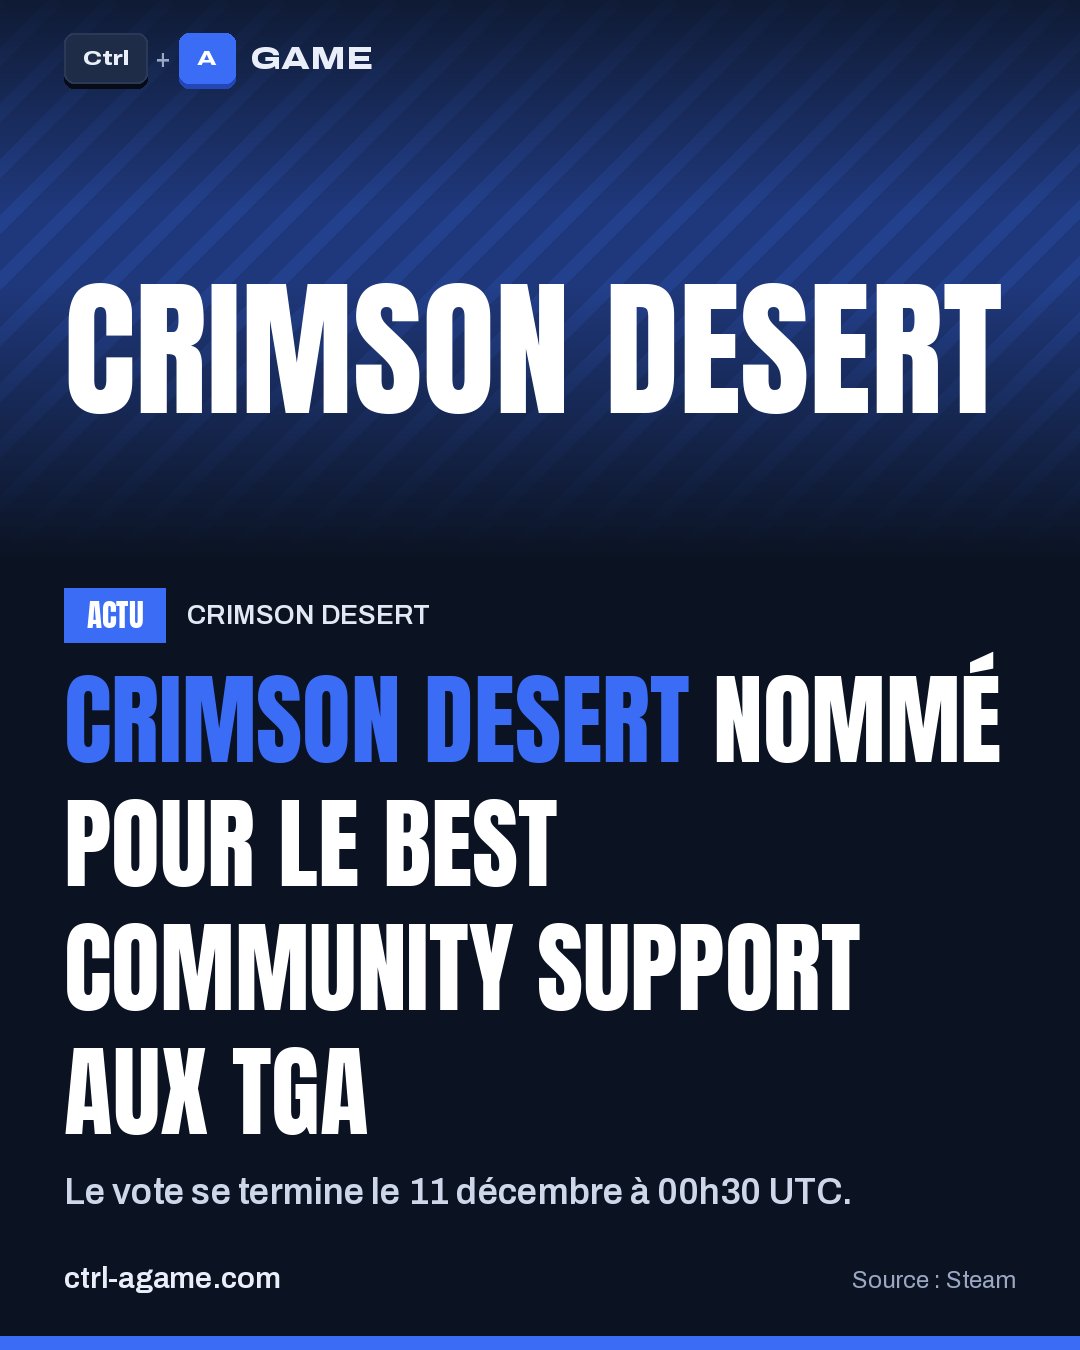 Ctrl + A GAME
CRIMSON DESERT
ACTU CRIMSON DESERT
CRIMSON DESERT NOMMÉ
POUR LE BEST
COMMUNITY SUPPORT
AUX TGA
Le vote se termine le 11 décembre à 00h30 UTC.
ctrl-agame.com
Source : Steam